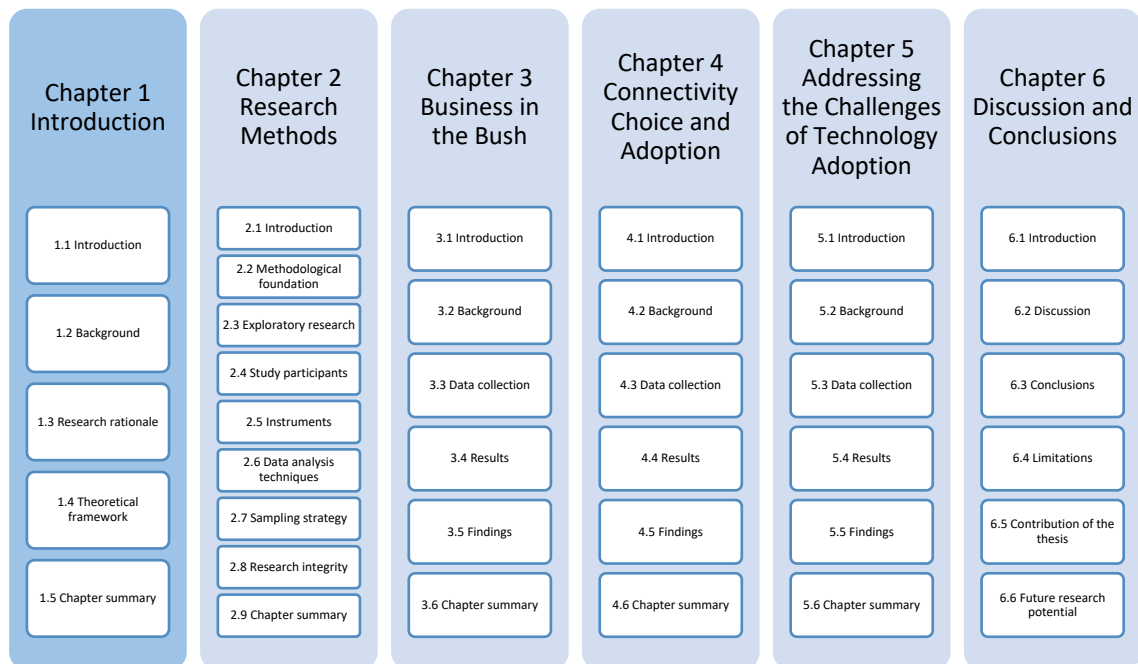 Chapter 1
Introduction
1.1 Introduction
1.2 Background
1.3 Research rationale
1.4 Theoretical
framework
1.5 Chapter summary
Chapter 2
Research
Methods
2.1 Introduction
2.2 Methodological
foundation
2.3 Exploratory research
2.4 Study participants
2.5 Instruments
2.6 Data analysis
techniques
2.7 Sampling strategy
2.8 Research integrity
2.9 Chapter summary
Chapter 3
Business in
the Bush
3.1 Introduction
3.2 Background
3.3 Data collection
3.4 Results
3.5 Findings
3.6 Chapter summary
Chapter 4
Connectivity
Choice and
Adoption
4.1 Introduction
4.2 Background
4.3 Data collection
4.4 Results
4.5 Findings
4.6 Chapter summary
Chapter 5
Addressing
the Challenges
of Technology
Adoption
5.1 Introduction
5.2 Background
5.3 Data collection
5.4 Results
5.5 Findings
5.6 Chapter summary
Chapter 6
Discussion and
Conclusions
6.1 Introduction
6.2 Discussion
6.3 Conclusions
6.4 Limitations
6.5 Contribution of the
thesis
6.6 Future research
potential